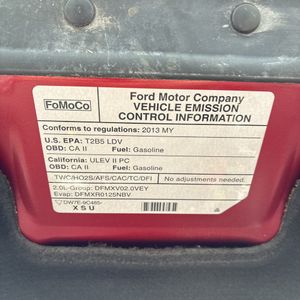 FoMoCo
Ford Motor Company
VEHICLE EMISSION
CONTROL INFORMATION
Conforms to regulations: 2013 MY
U.S. EPA: T2B5 LDV
OBD: CA II Fuel: Gasoline
California: ULEV II PC
OBD: CA II Fuel: Gasoline
TWC/HO2S/AFS/CAC/TC/DFI No adjustments needed.
2.0L-Group: DFMXV02.0VEY
Evap: DFMXR0125NBV
DW7E-9C485-
X S U